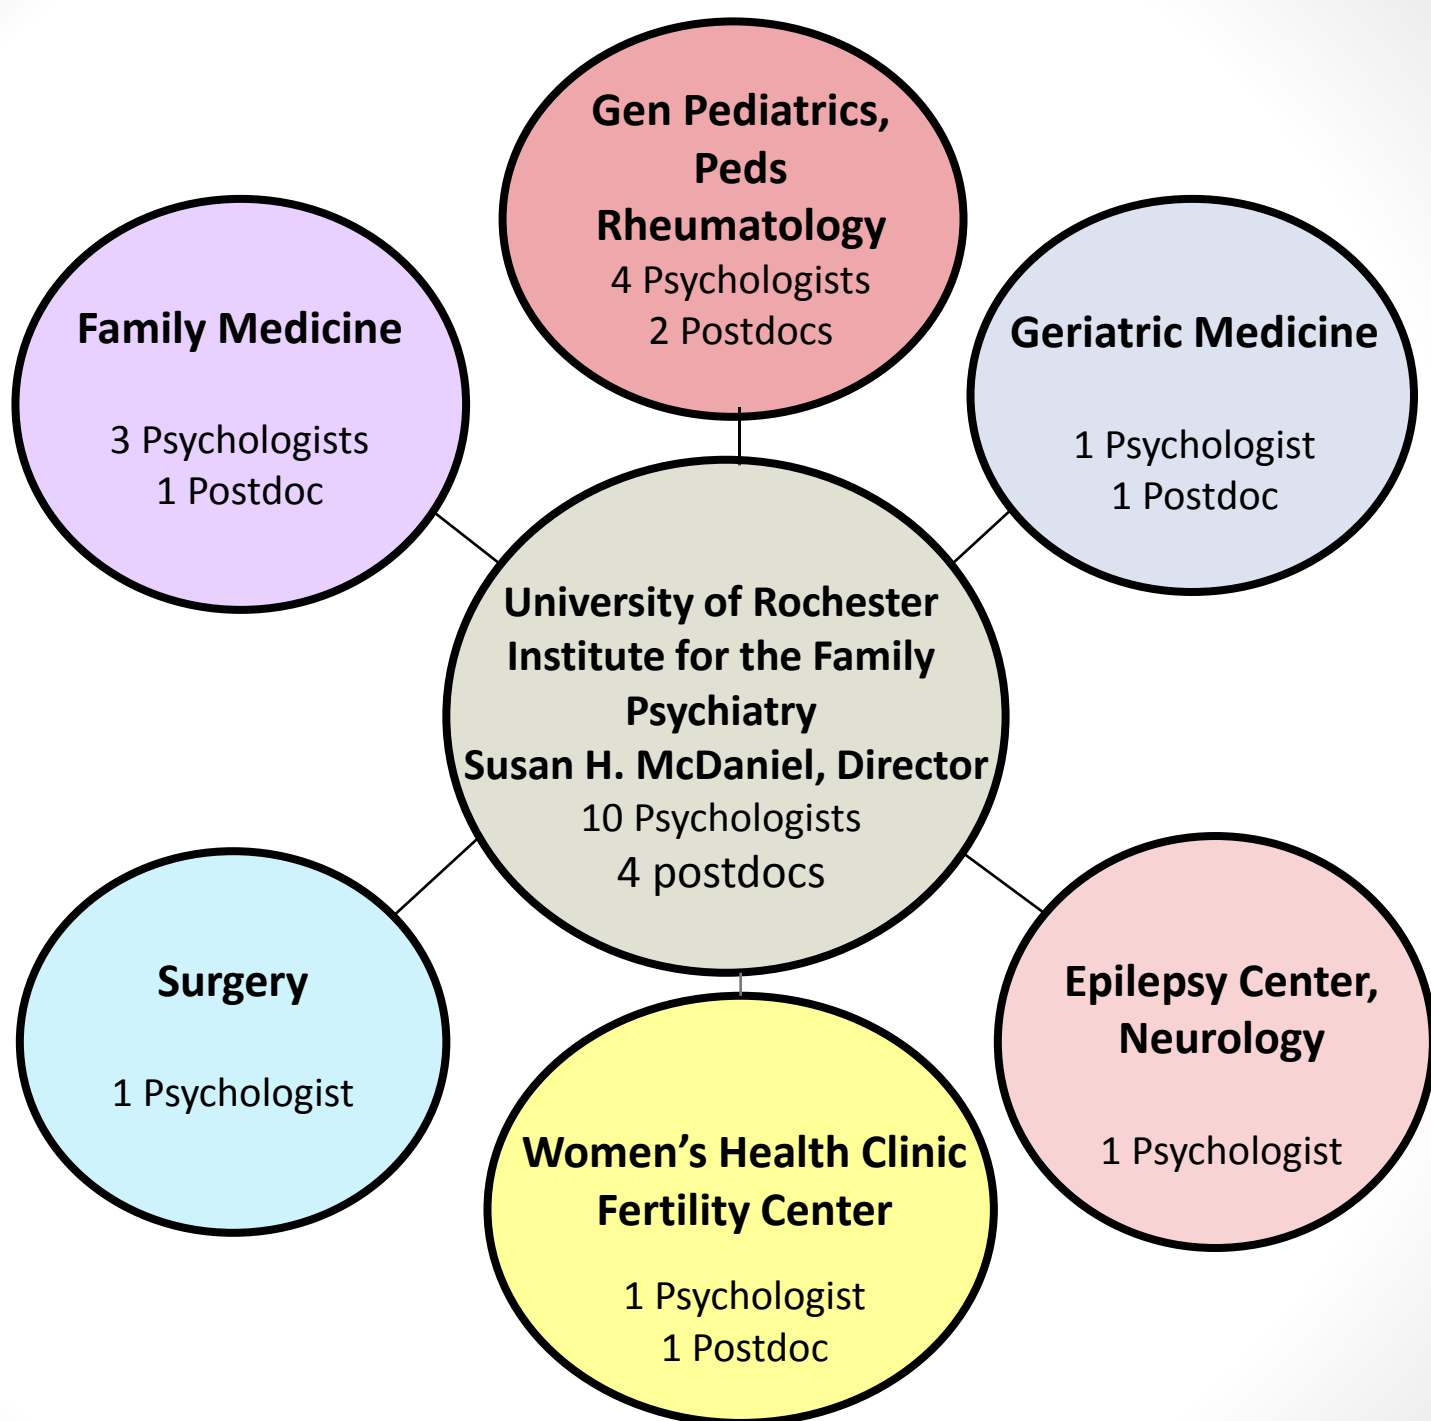 Gen Pediatrics,
Peds
Rheumatology
4 Psychologists
2 Postdocs
Family Medicine
3 Psychologists
1 Postdoc
Geriatric Medicine
1 Psychologist
1 Postdoc
University of Rochester
Institute for the Family
Psychiatry
Susan H. McDaniel, Director
10 Psychologists
4 postdocs
Surgery
1 Psychologist
Epilepsy Center,
Neurology
1 Psychologist
Women’s Health Clinic
Fertility Center
1 Psychologist
1 Postdoc